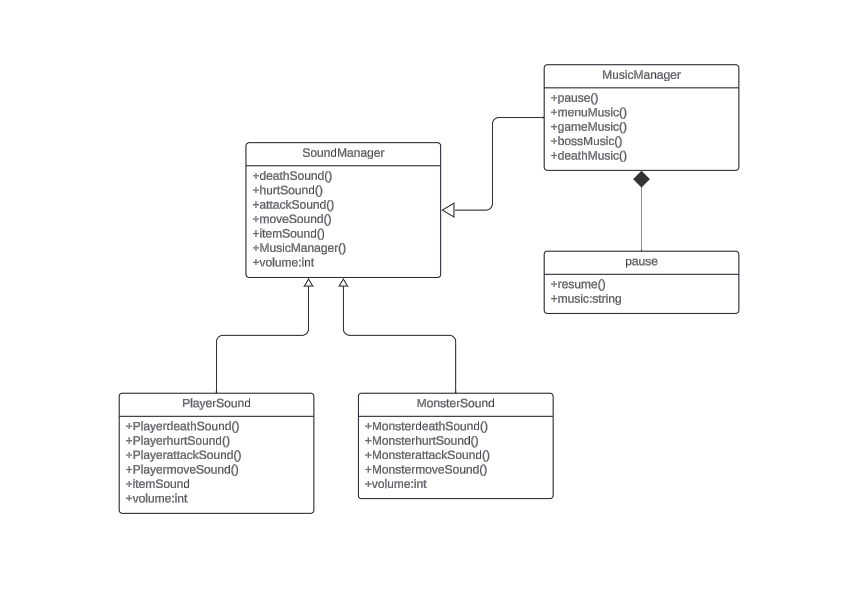 MusicManager
+pause()
+menuMusic()
+gameMusic()
+bossMusic()
+deathMusic()
SoundManager
+deathSound()
+hurtSound()
+attackSound()
+moveSound()
+itemSound()
+MusicManager()
+volume:int
pause
+resume()
+music:string
PlayerSound
+PlayerdeathSound()
+PlayerhurtSound()
+PlayerattackSound()
+PlayermoveSound()
+itemSound
+volume:int
MonsterSound
+MonsterdeathSound()
+MonsterhurtSound()
+MonsterattackSound()
+MonstermoveSound()
+volume:int